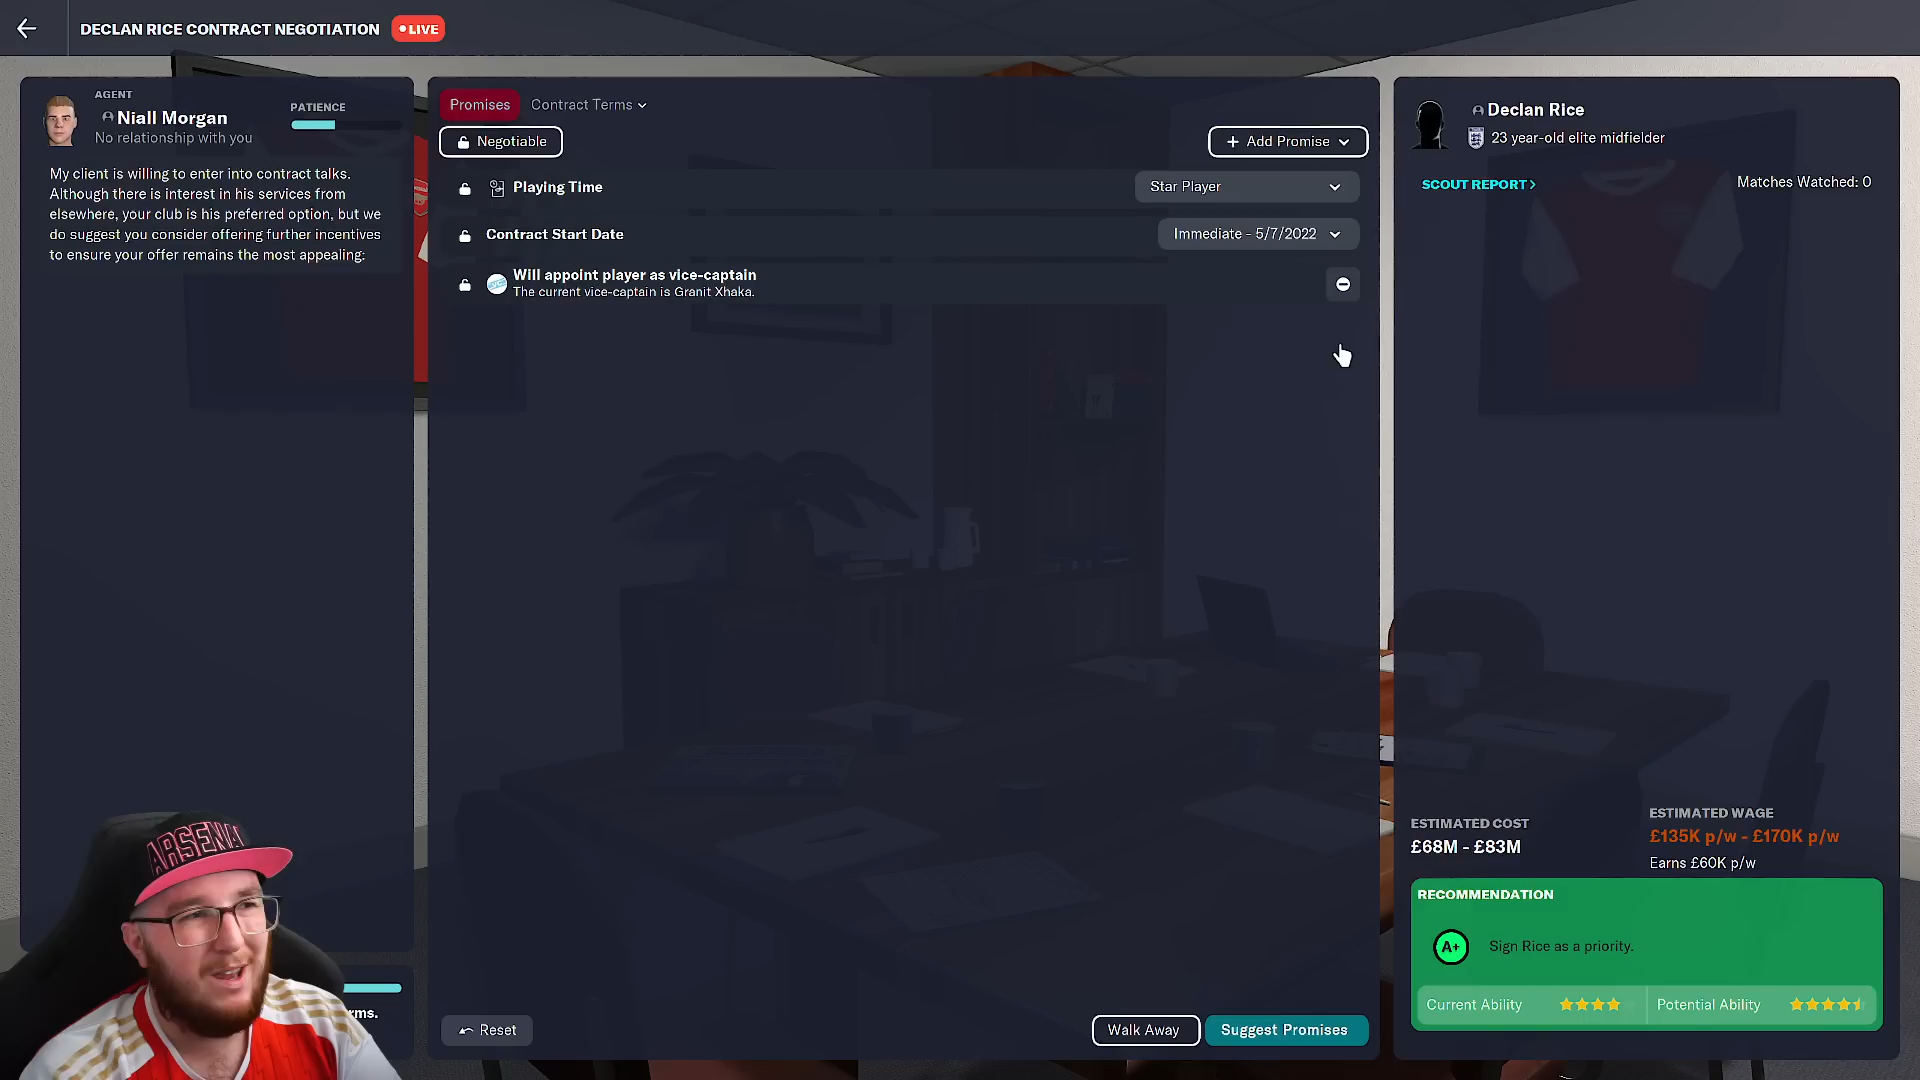 DECLAN RICE CONTRACT NEGOTIATION
LIVE
AGENT
Niall Morgan
No relationship with you
PATIENCE
My client is willing to enter into contract talks.
Although there is interest in his services from
elsewhere, your club is his preferred option, but we
do suggest you consider offering further incentives
to ensure your offer remains the most appealing:
Promises
Contract Terms
Negotiable
+ Add Promise
Playing Time
Star Player
Contract Start Date
Immediate - 5/7/2022
Will appoint player as vice-captain
The current vice-captain is Granit Xhaka.
Declan Rice
23 year-old elite midfielder
SCOUT REPORT >
Matches Watched: 0
ESTIMATED COST
£68M - £83M
ESTIMATED WAGE
£135K p/w - £170K p/w
Earns £60K p/w
RECOMMENDATION
A+
Sign Rice as a priority.
Current Ability
Potential Ability
Reset
Walk Away
Suggest Promises
ARSENAL